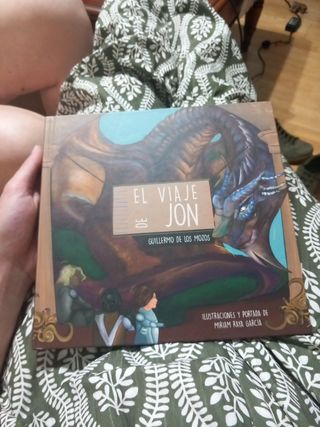 EL VIAJE
DE JON
GUILLERMO DE LOS MOZOS
ILUSTRACIONES Y PORTADA DE
MIRIAM RAYA GARCÍA